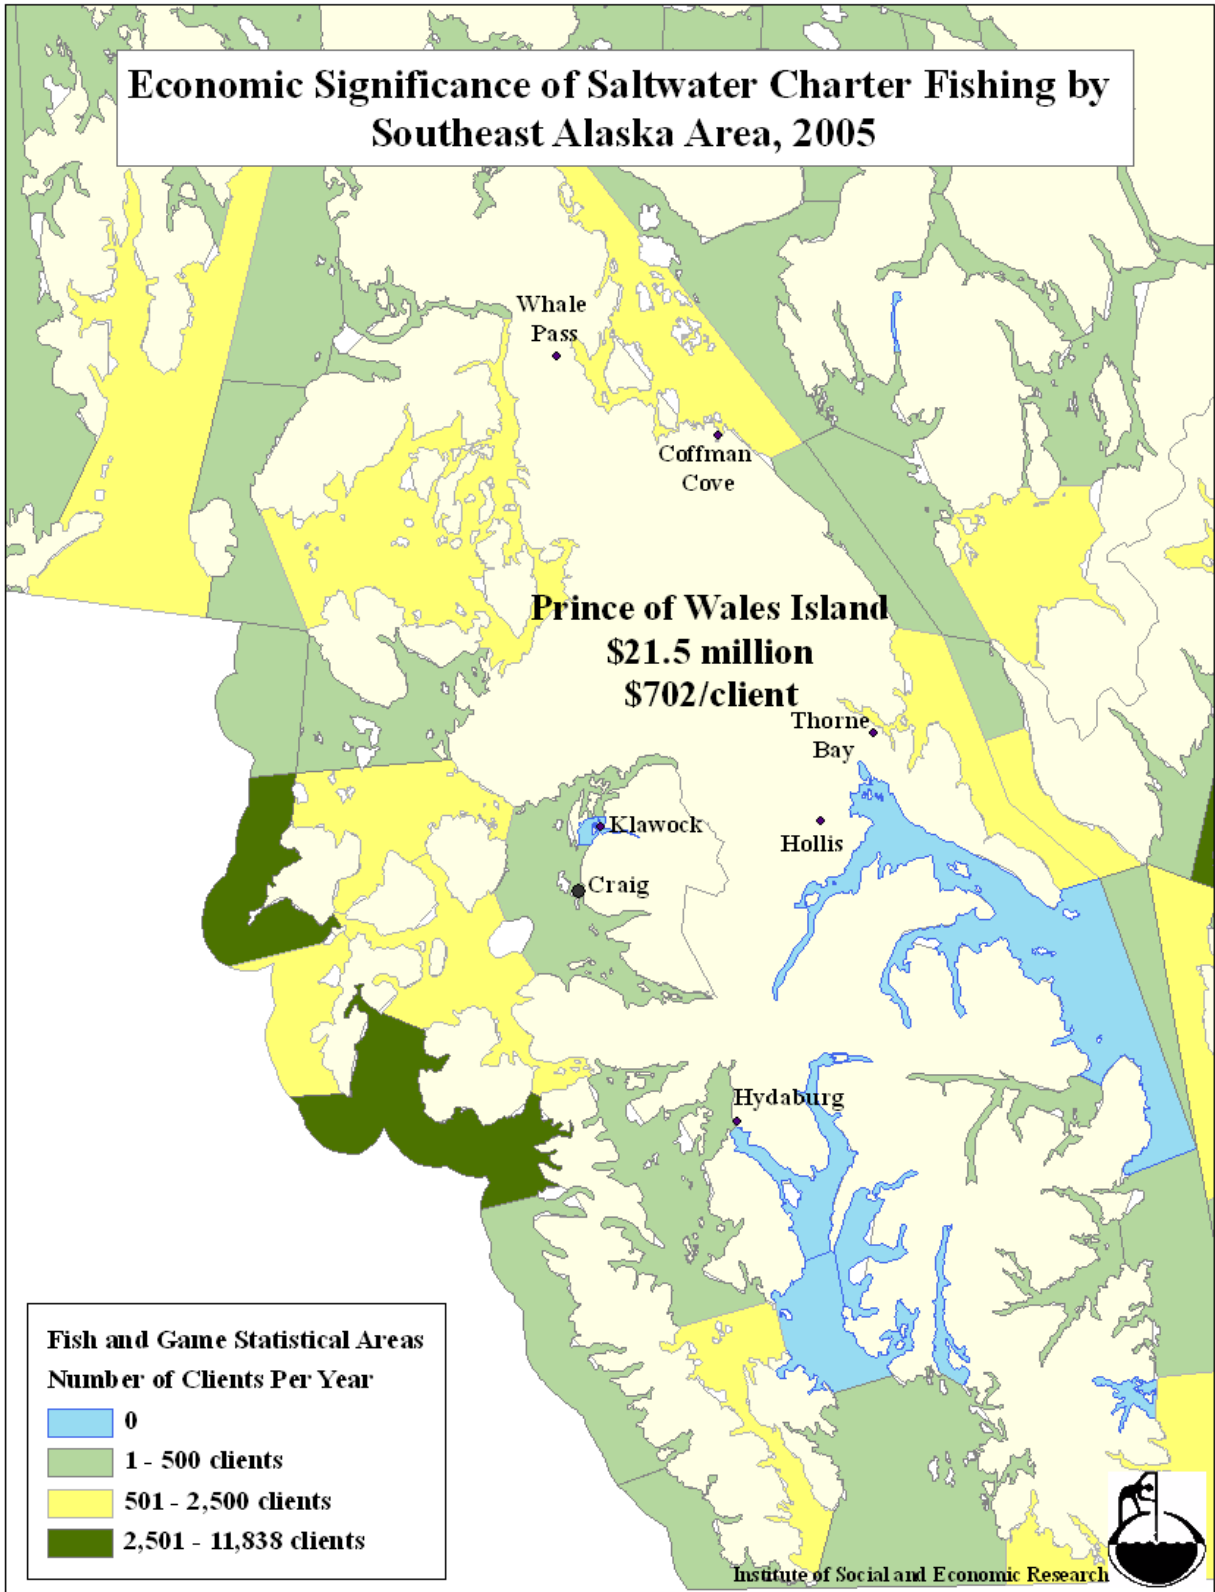 Economic Significance of Saltwater Charter Fishing by
Southeast Alaska Area, 2005
Whale
Pass
Coffman
Cove
Prince of Wales Island
$21.5 million
$702/client
Thorne
Bay
Klawock
Hollis
Craig
Hydaburg
Fish and Game Statistical Areas
Number of Clients Per Year
0
1 - 500 clients
501 - 2,500 clients
2,501 - 11,838 clients
Institute of Social and Economic Research